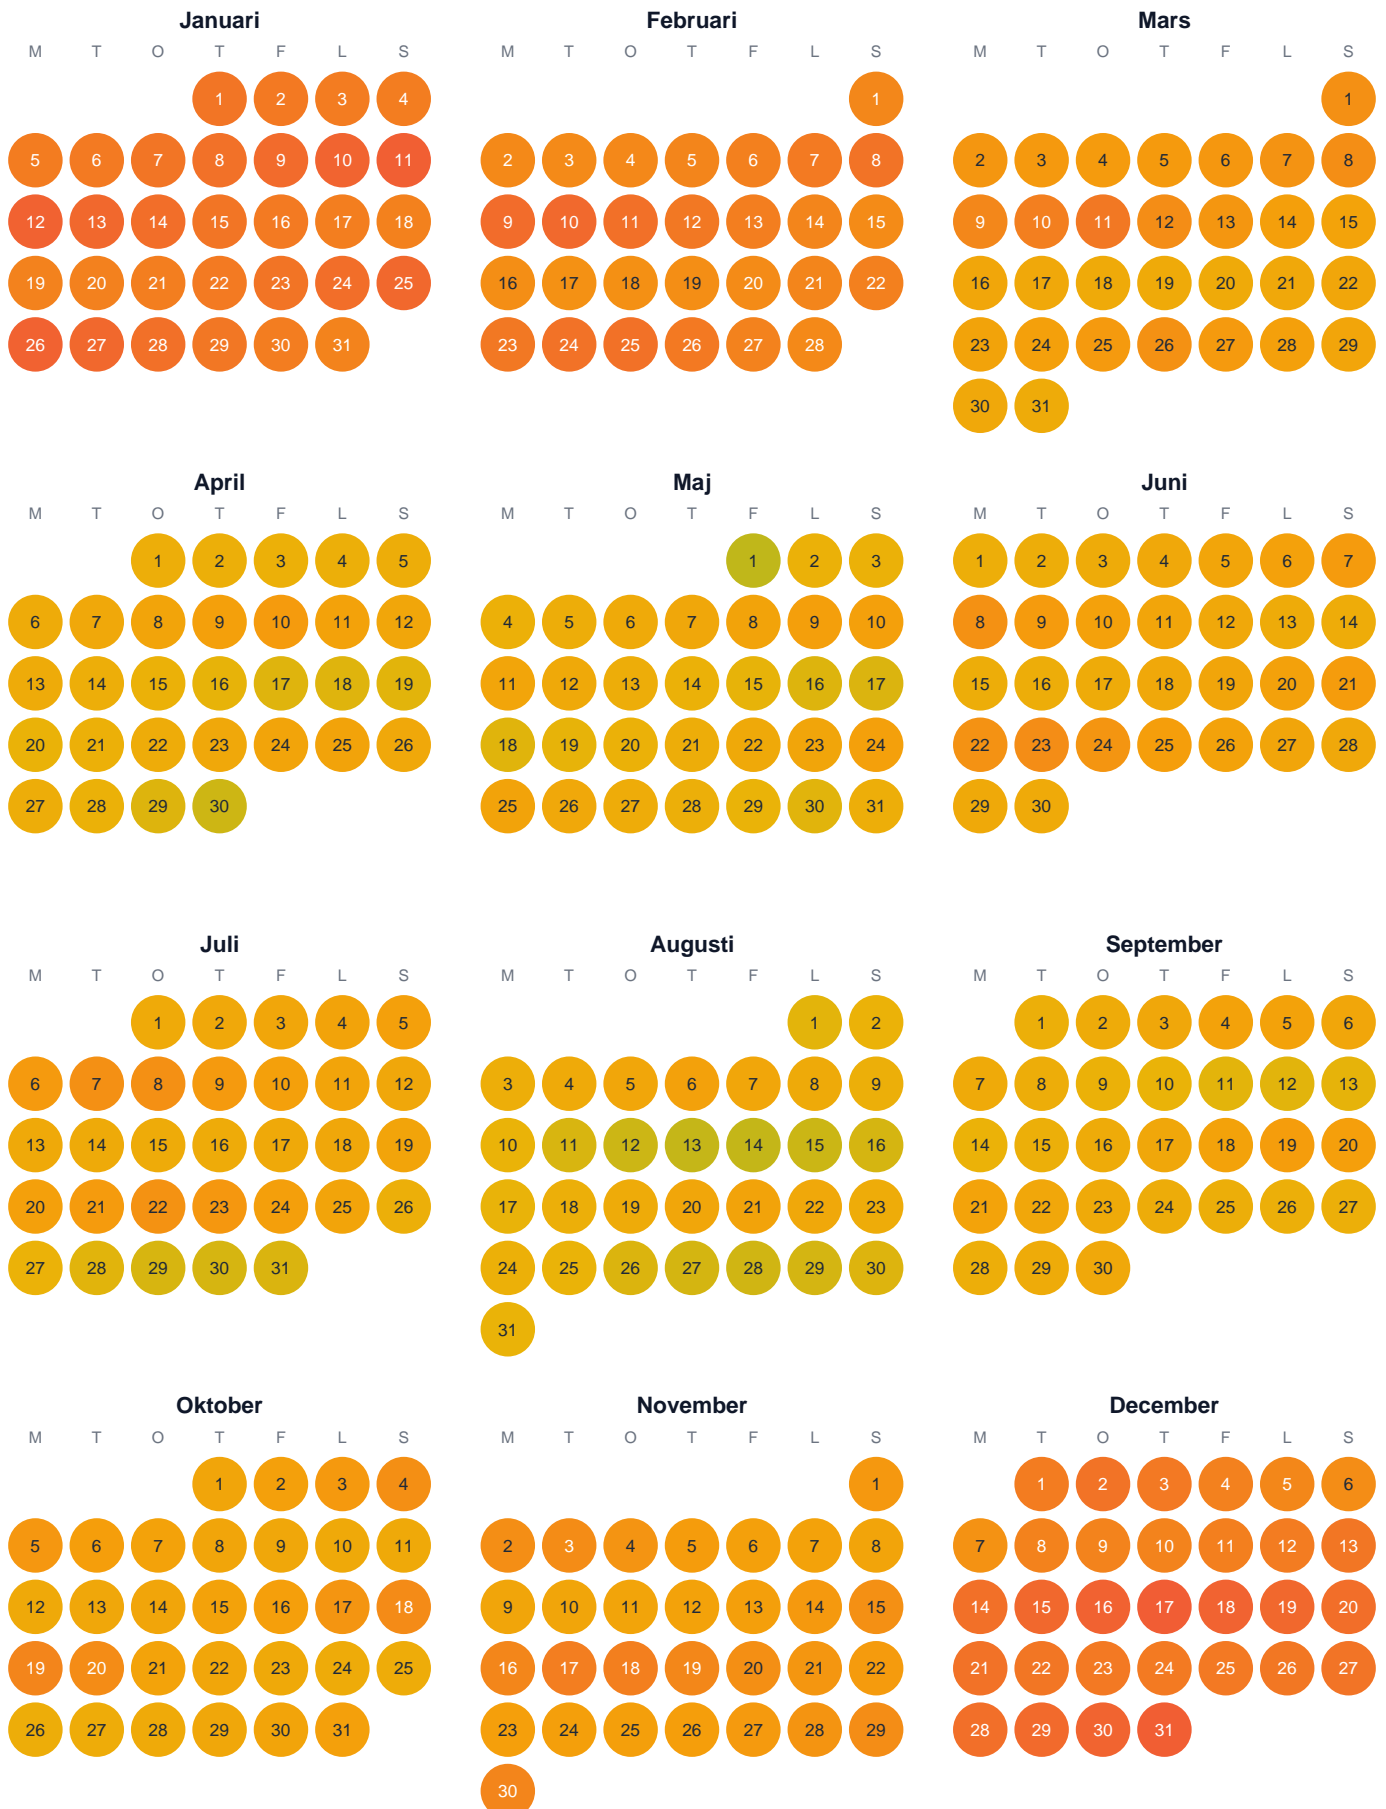 Januari Februari Mars
M T O T F L S M T O T F L S M T O T F L S
1 2 3 4 1 1
5 6 7 8 9 10 11 2 3 4 5 6 7 8 2 3 4 5 6 7 8
12 13 14 15 16 17 18 9 10 11 12 13 14 15 9 10 11 12 13 14 15
19 20 21 22 23 24 25 16 17 18 19 20 21 22 16 17 18 19 20 21 22
26 27 28 29 30 31 23 24 25 26 27 28 23 24 25 26 27 28 29
30 31
April Maj Juni
M T O T F L S M T O T F L S M T O T F L S
1 2 3 4 5 1 2 3 1 2 3 4 5 6 7
6 7 8 9 10 11 12 4 5 6 7 8 9 10 8 9 10 11 12 13 14
13 14 15 16 17 18 19 11 12 13 14 15 16 17 15 16 17 18 19 20 21
20 21 22 23 24 25 26 18 19 20 21 22 23 24 22 23 24 25 26 27 28
27 28 29 30 25 26 27 28 29 30 31 29 30
Juli Augusti September
M T O T F L S M T O T F L S M T O T F L S
1 2 3 4 5 1 2 1 2 3 4 5 6
6 7 8 9 10 11 12 3 4 5 6 7 8 9 7 8 9 10 11 12 13
13 14 15 16 17 18 19 10 11 12 13 14 15 16 14 15 16 17 18 19 20
20 21 22 23 24 25 26 17 18 19 20 21 22 23 21 22 23 24 25 26 27
27 28 29 30 31 24 25 26 27 28 29 30 28 29 30
31
Oktober November December
M T O T F L S M T O T F L S M T O T F L S
1 2 3 4 1 1 2 3 4 5 6
5 6 7 8 9 10 11 2 3 4 5 6 7 8 7 8 9 10 11 12 13
12 13 14 15 16 17 18 9 10 11 12 13 14 15 14 15 16 17 18 19 20
19 20 21 22 23 24 25 16 17 18 19 20 21 22 21 22 23 24 25 26 27
26 27 28 29 30 31 23 24 25 26 27 28 29 28 29 30 31
30